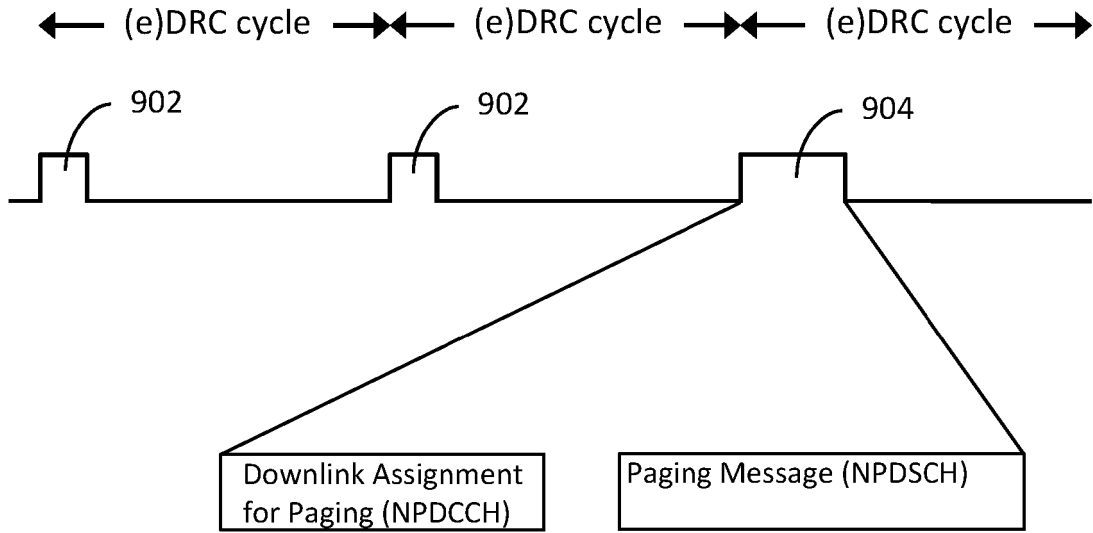 (e)DRC cycle (e)DRC cycle (e)DRC cycle
902 902 904
Downlink Assignment
for Paging (NPDCCH)
Paging Message (NPDSCH)